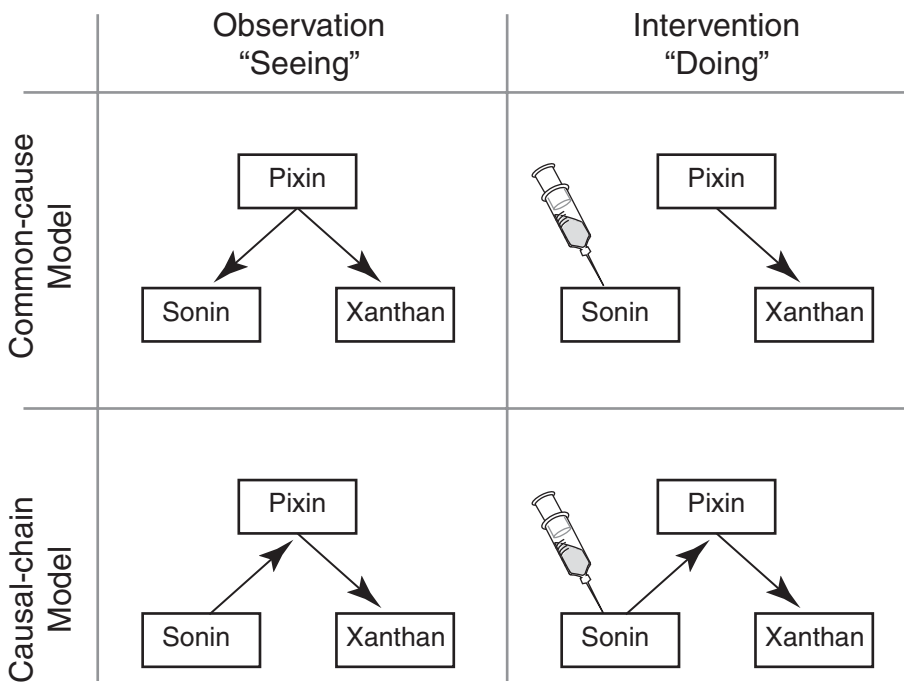 Observation
“Seeing”
Intervention
“Doing”
Common-cause
Model
Pixin
Sonin
Xanthan
Pixin
Sonin
Xanthan
Causal-chain
Model
Pixin
Sonin
Xanthan
Pixin
Sonin
Xanthan